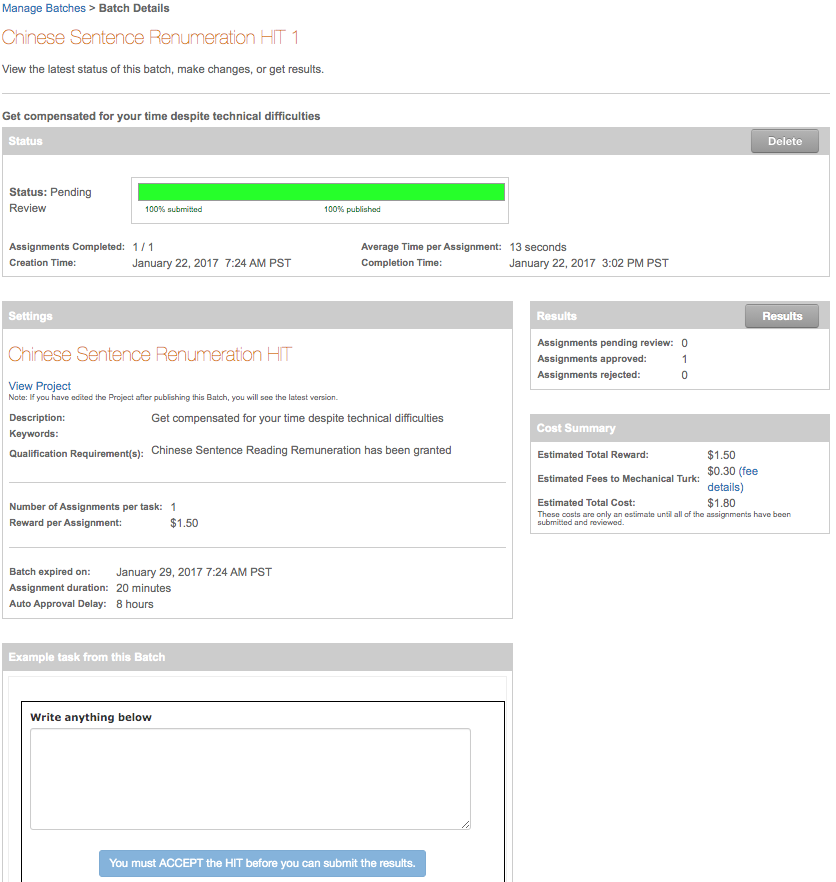 Manage Batches > Batch Details
Chinese Sentence Renumeration HIT 1
View the latest status of this batch, make changes, or get results.
Get compensated for your time despite technical difficulties
Status
Delete
Status: Pending
Review
100% submitted 100% published
Assignments Completed: 1 / 1 Average Time per Assignment: 13 seconds
Creation Time: January 22, 2017 7:24 AM PST Completion Time: January 22, 2017 3:02 PM PST
Settings
Chinese Sentence Renumeration HIT
View Project
Note: If you have edited the Project after publishing this Batch, you will see the latest version.
Description: Get compensated for your time despite technical difficulties
Keywords:
Qualification Requirement(s): Chinese Sentence Reading Remuneration has been granted
Number of Assignments per task: 1
Reward per Assignment: $1.50
Batch expired on: January 29, 2017 7:24 AM PST
Assignment duration: 20 minutes
Auto Approval Delay: 8 hours
Results
Results
Assignments pending review: 0
Assignments approved: 1
Assignments rejected: 0
Cost Summary
Estimated Total Reward: $1.50
Estimated Fees to Mechanical Turk: $0.30 (fee
details)
Estimated Total Cost: $1.80
These costs are only an estimate until all of the assignments have been
submitted and reviewed.
Example task from this Batch
Write anything below
You must ACCEPT the HIT before you can submit the results.